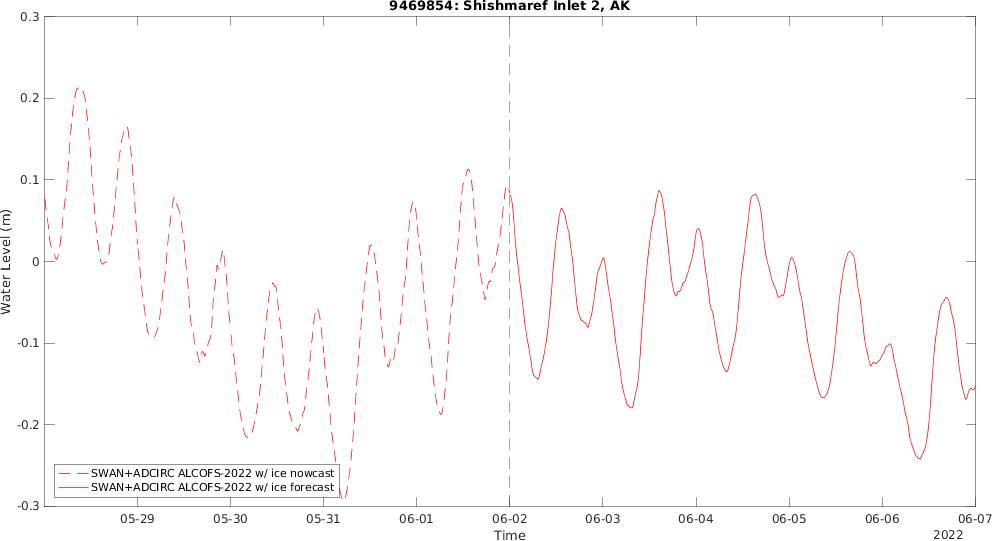 9469854: Shishmaref Inlet 2, AK
0.3
0.2
0.1
0
-0.1
-0.2
-0.3
Water Level (m)
SWAN+ADCIRC ALCOFS-2022 w/ ice nowcast
SWAN+ADCIRC ALCOFS-2022 w/ ice forecast
05-29 05-30 05-31 06-01 06-02 06-03 06-04 06-05 06-06 06-07
Time
2022